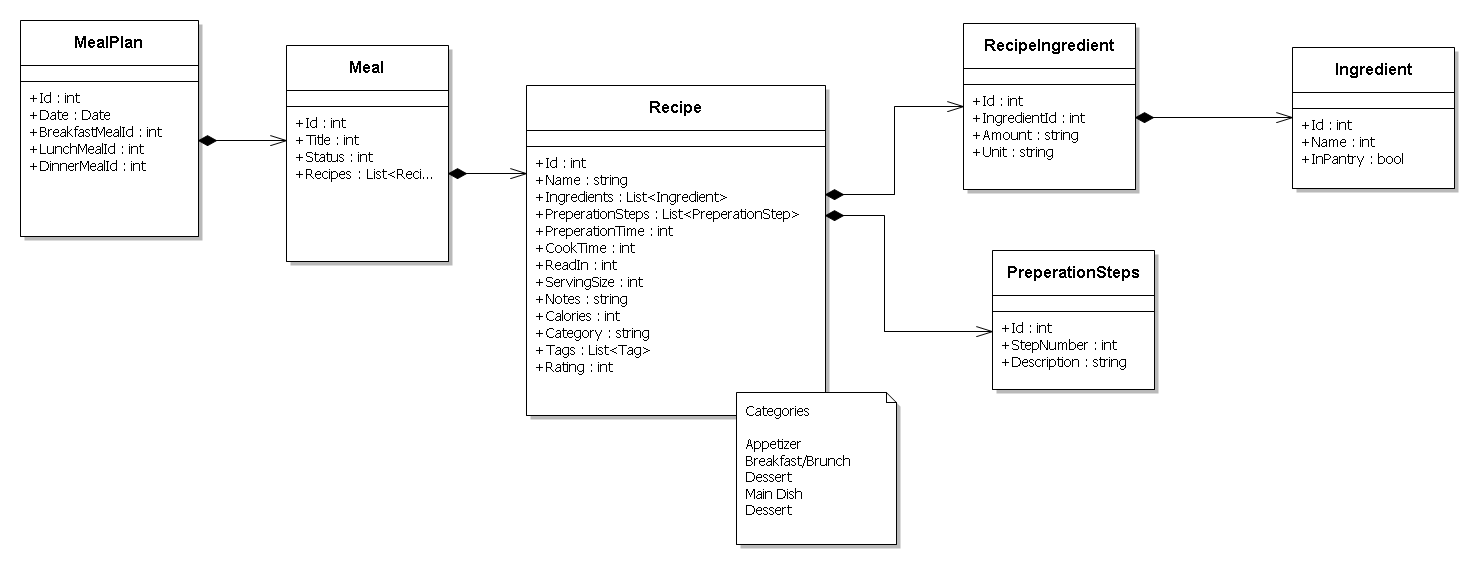 MealPlan
+Id : int
+Date : Date
+BreakfastMealId : int
+LunchMealId : int
+DinnerMealId : int
Meal
+Id : int
+Title : int
+Status : int
+Recipes : List<Reci...
Recipe
+Id : int
+Name : string
+Ingredients : List<Ingredient>
+PreperationSteps : List<PreperationStep>
+PreperationTime : int
+CookTime : int
+ReadIn : int
+ServingSize : int
+Notes : string
+Calories : int
+Category : string
+Tags : List<Tag>
+Rating : int
Categories
Appetizer
Breakfast/Brunch
Dessert
Main Dish
Dessert
RecipeIngredient
+Id : int
+IngredientId : int
+Amount : string
+Unit : string
Ingredient
+Id : int
+Name : int
+InPantry : bool
PreperationSteps
+Id : int
+StepNumber : int
+Description : string